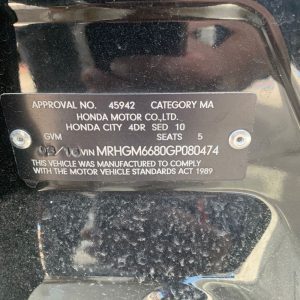 APPROVAL NO. 45942 CATEGORY MA
HONDA MOTOR CO.,LTD.
HONDA CITY 4DR SED 10
GVM SEATS 5
VIN MRHGM6680GP080474
THIS VEHICLE WAS MANUFACTURED TO COMPLY
WITH THE MOTOR VEHICLE STANDARDS ACT 1989